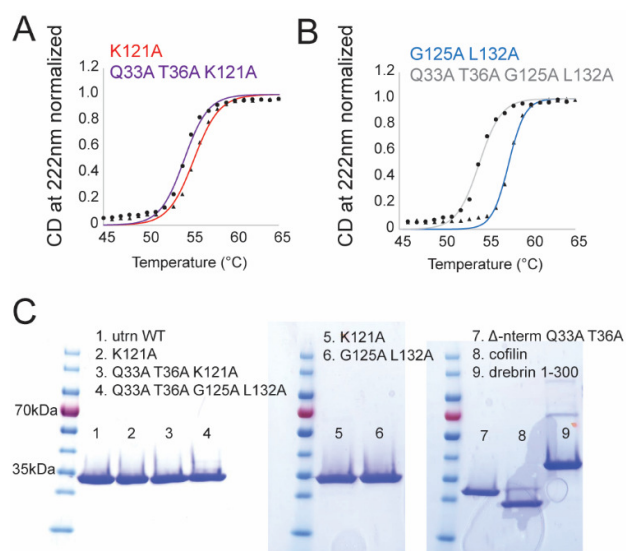 A
K121A
Q33A T36A K121A
CD at 222nm normalized
1.2
1.0
0.8
0.6
0.4
0.2
0
45 50 55 60 65
Temperature (°C)
B
G125A L132A
Q33A T36A G125A L132A
CD at 222nm normalized
1.2
1.0
0.8
0.6
0.4
0.2
0
45 50 55 60 65
Temperature (°C)
C
1. utrn WT
2. K121A
3. Q33A T36A K121A
4. Q33A T36A G125A L132A
70kDa
35kDa
1 2 3 4
5. K121A
6. G125A L132A
5 6
7. Δ-nterm Q33A T36A
8. cofilin
9. drebrin 1-300
7 8 9